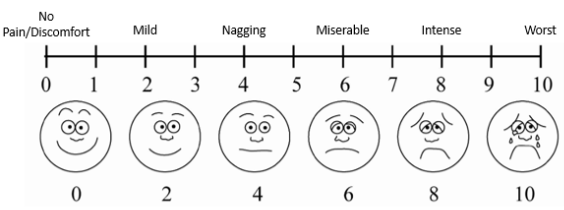 No
Pain/Discomfort Mild Nagging Miserable Intense Worst
0 1 2 3 4 5 6 7 8 9 10
0 2 4 6 8 10